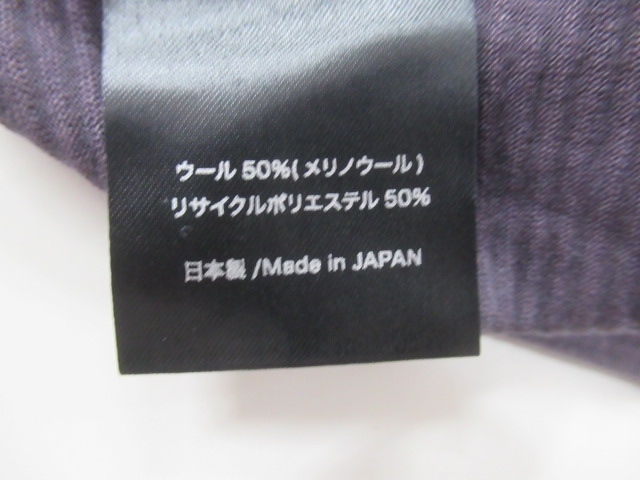 ウール 50%(メリノウール)
リサイクルポリエステル 50%
日本製 /Made in JAPAN